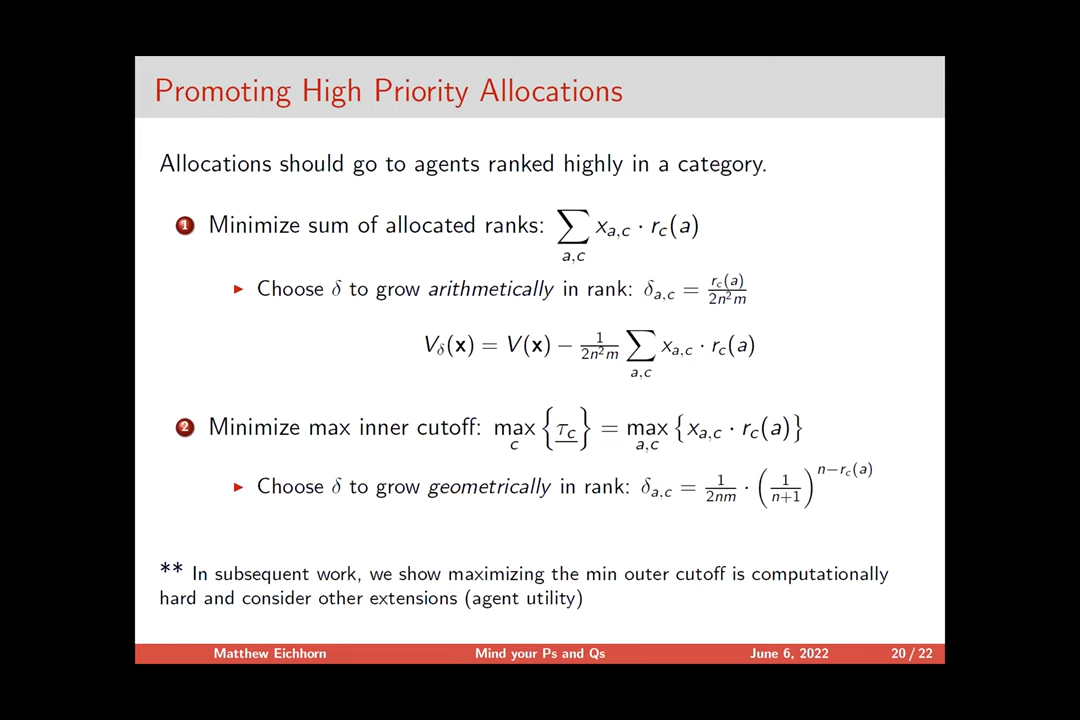 Promoting High Priority Allocations
Allocations should go to agents ranked highly in a category.
1 Minimize sum of allocated ranks: ∑_{a,c} x_{a,c} · r_c(a)
▶ Choose δ to grow arithmetically in rank: δ_{a,c} = r_c(a)/(2n²m)
V_δ(x) = V(x) − 1/(2n²m) ∑_{a,c} x_{a,c} · r_c(a)
2 Minimize max inner cutoff: max_c {τ_c} = max_{a,c} {x_{a,c} · r_c(a)}
▶ Choose δ to grow geometrically in rank: δ_{a,c} = 1/(2nm) · (1/(n+1))^{n−r_c(a)}
** In subsequent work, we show maximizing the min outer cutoff is computationally
hard and consider other extensions (agent utility)
Matthew Eichhorn Mind your Ps and Qs June 6, 2022 20 / 22